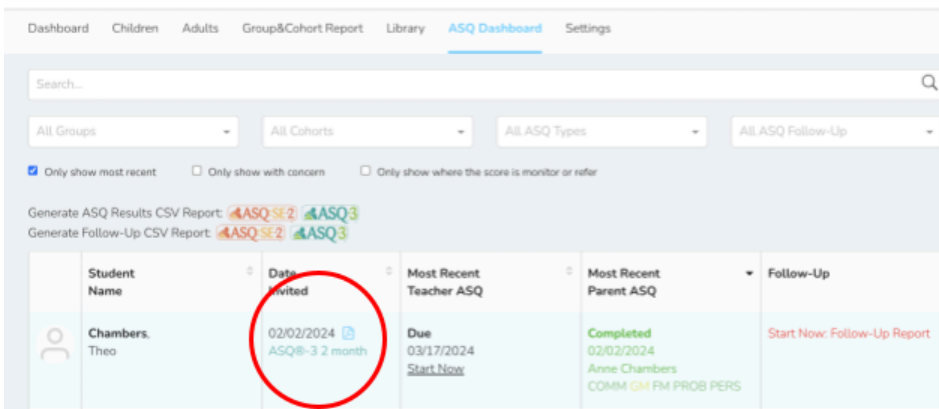 Dashboard Children Adults Group&Cohort Report Library ASQ Dashboard Settings
Search...
All Groups All Cohorts All ASQ Types All ASQ Follow-Up
Only show most recent Only show with concern Only show where the score is monitor or refer
Generate ASQ Results CSV Report: ASQ SE2 ASQ3
Generate Follow-Up CSV Report: ASQ SE2 ASQ3
Student Date Most Recent Most Recent Follow-Up
Name Invited Teacher ASQ Parent ASQ
Chambers, 02/02/2024 Due Completed Start Now: Follow-Up Report
Theo ASQ®-3 2 month 03/17/2024 02/02/2024
Start Now Anne Chambers
COMM GM FM PROB PERS